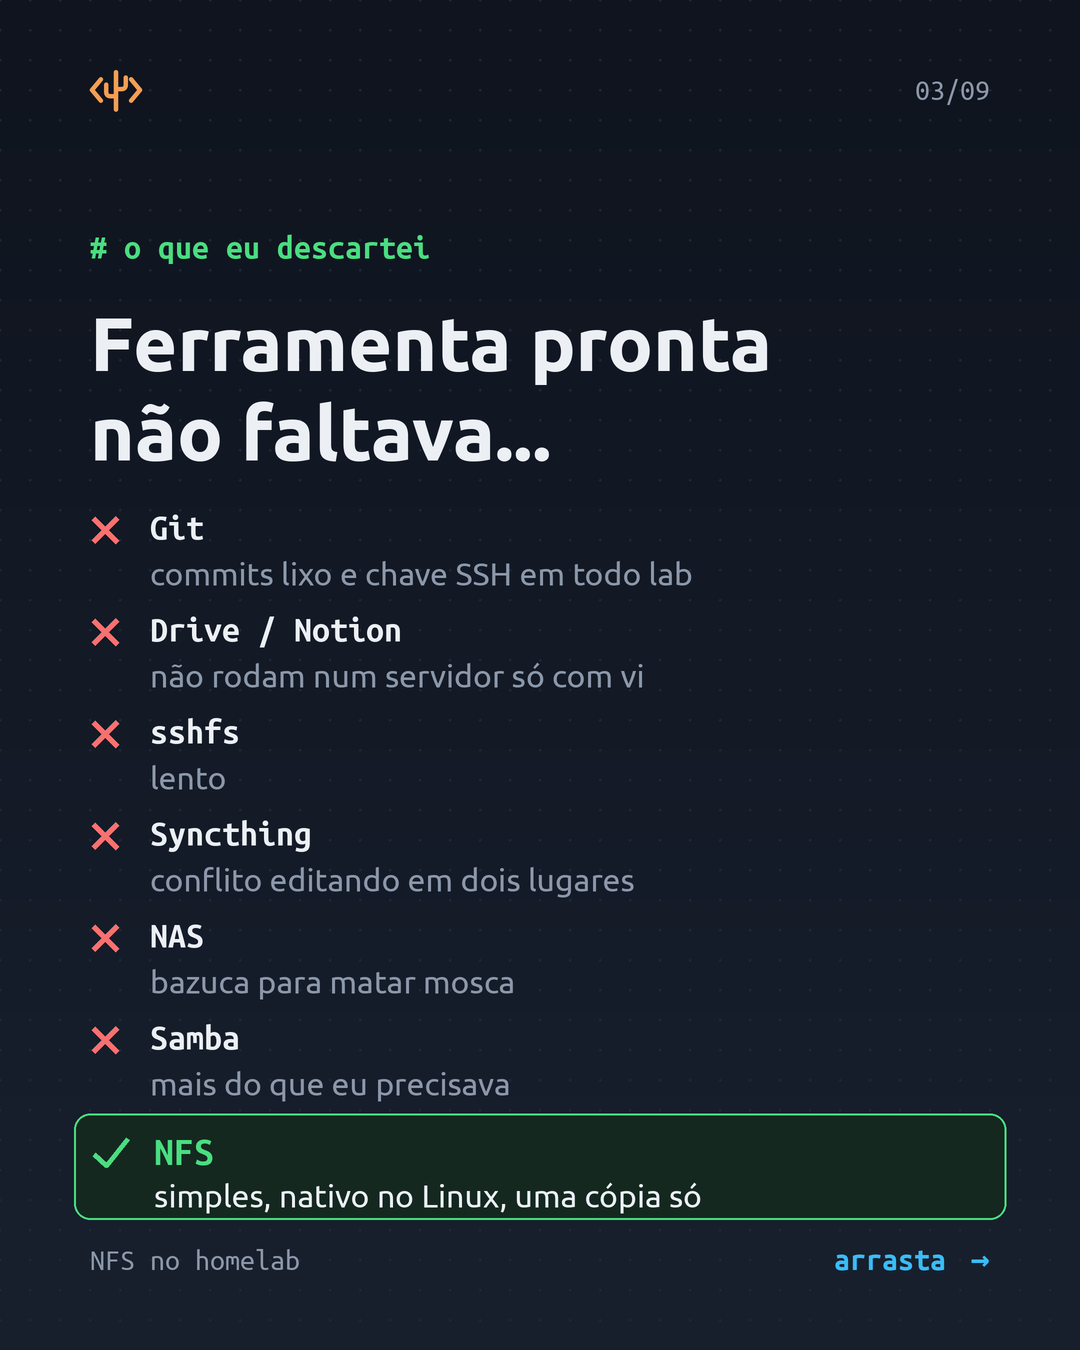 03/09
# o que eu descartei
Ferramenta pronta
não faltava...
Git
commits lixo e chave SSH em todo lab
Drive / Notion
não rodam num servidor só com vi
sshfs
lento
Syncthing
conflito editando em dois lugares
NAS
bazuca para matar mosca
Samba
mais do que eu precisava
NFS
simples, nativo no Linux, uma cópia só
NFS no homelab
arrasta →